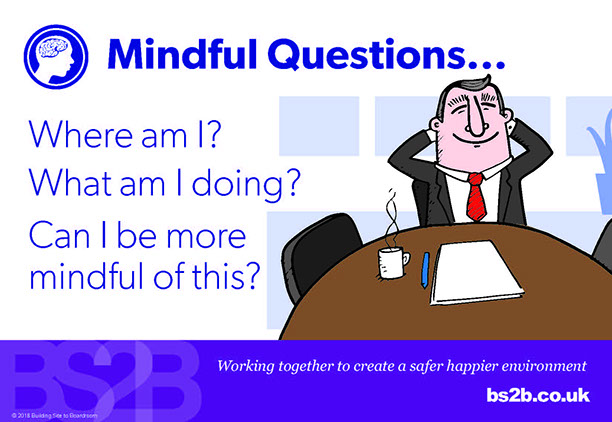 Mindful Questions...
Where am I?
What am I doing?
Can I be more
mindful of this?
BS2B
Working together to create a safer happier environment
bs2b.co.uk
© 2018 Building Site to Boardroom